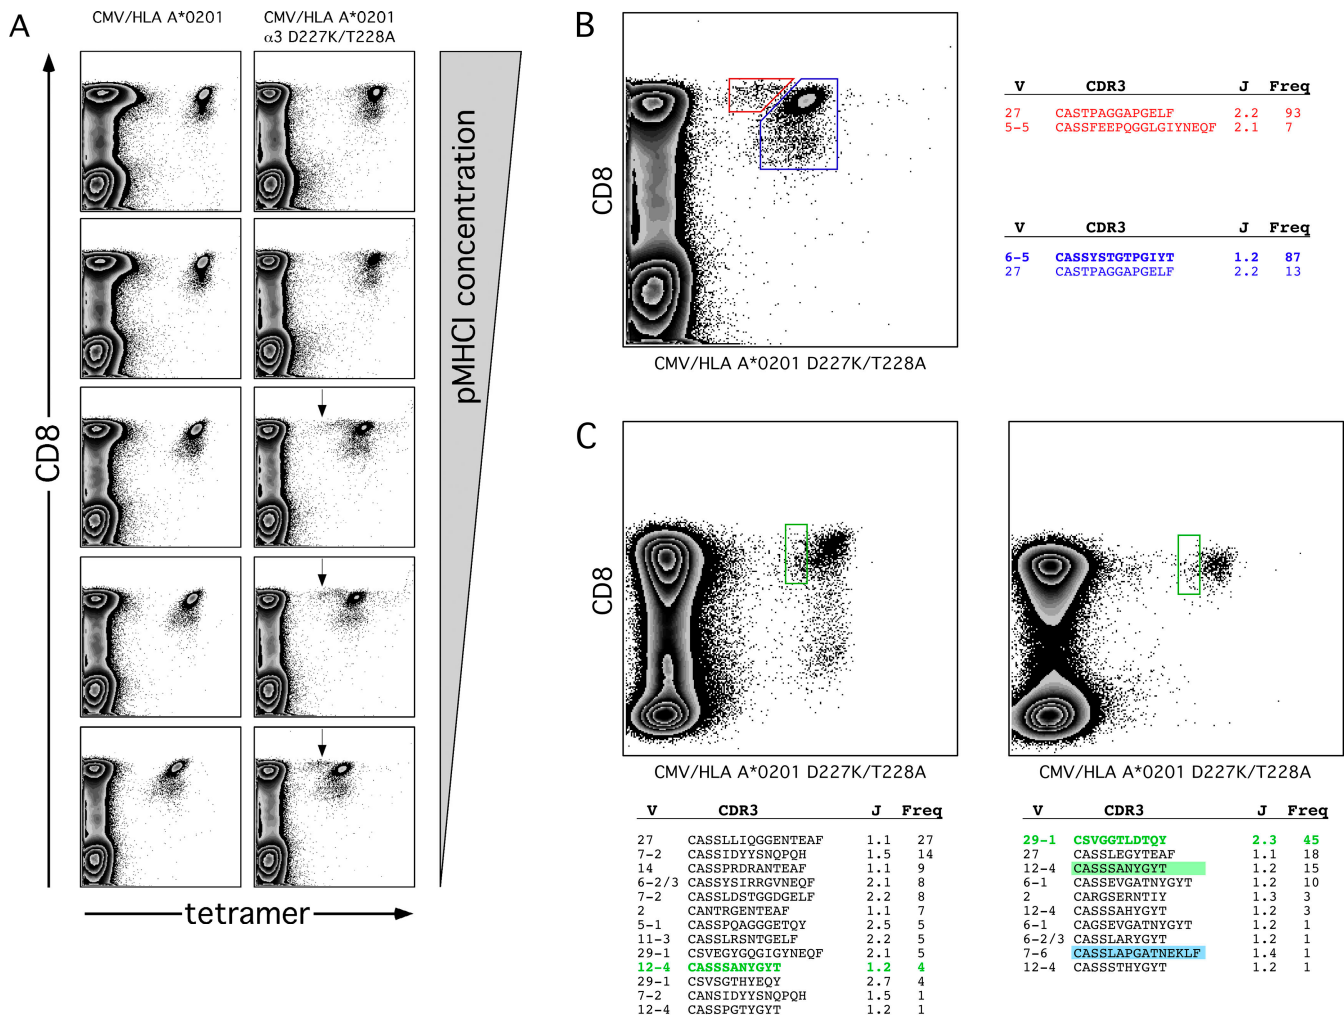 A
CMV/HLA A*0201
CMV/HLA A*0201
α3 D227K/T228A
CD8
tetramer
pMHCI concentration
B
CD8
CMV/HLA A*0201 D227K/T228A
V CDR3 J Freq
27 CASTPAGGAPGELF 2.2 93
5-5 CASSFEEPQGGLGIYNEQF 2.1 7
V CDR3 J Freq
6-5 CASSYSTGTPGIYT 1.2 87
27 CASTPAGGAPGELF 2.2 13
C
CD8
CMV/HLA A*0201 D227K/T228A
V CDR3 J Freq
27 CASSLLIQGGENTEAF 1.1 27
7-2 CASSIDYYSNQPQH 1.5 14
14 CASSPRDRANTEAF 1.1 9
6-2/3 CASSYSIRRGVNEQF 2.1 8
7-2 CASSLDSTGGDGELF 2.2 8
2 CANTRGENTEAF 1.1 7
5-1 CASSPQAGGGETQY 2.5 5
11-3 CASSLRSNTGELF 2.2 5
29-1 CSVEGYGQGIGYNEQF 2.1 5
12-4 CASSSANYGYT 1.2 4
29-1 CSVSGTHYEQY 2.7 4
7-2 CANSIDYYSNQPQH 1.5 1
12-4 CASSPGTYGYT 1.2 1
CMV/HLA A*0201 D227K/T228A
V CDR3 J Freq
29-1 CSVGGTLDTQY 2.3 45
27 CASSLEGYTEAF 1.1 18
12-4 CASSSANYGYT 1.2 15
6-1 CASSEVGATNYGYT 1.2 10
2 CARGSERNTIY 1.3 3
12-4 CASSSAHYGYT 1.2 3
6-1 CAGSEVGATNYGYT 1.2 1
6-2/3 CASSLARYGYT 1.2 1
7-6 CASSLAPGATNEKLF 1.4 1
12-4 CASSSTHYGYT 1.2 1